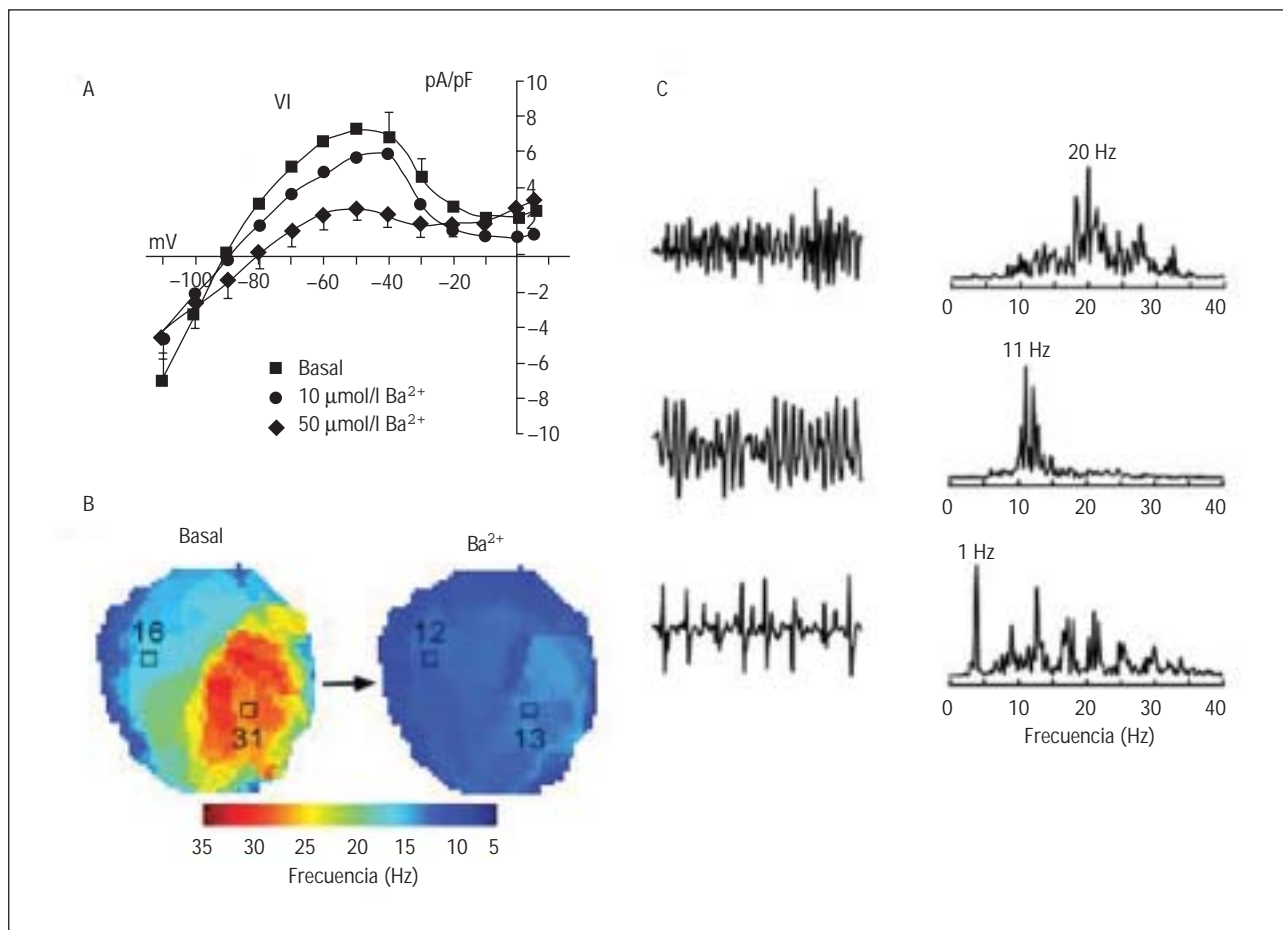 A
VI
pA/pF
10
8
6
4
2
mV
−100 −80 −60 −40 −20
−2
−4
−6
−8
−10
Basal
10 μmol/l Ba²⁺
50 μmol/l Ba²⁺
B
Basal
Ba²⁺
16
31
12
13
35 30 25 20 15 10 5
Frecuencia (Hz)
C
20 Hz
0 10 20 30 40
11 Hz
0 10 20 30 40
1 Hz
0 10 20 30 40
Frecuencia (Hz)